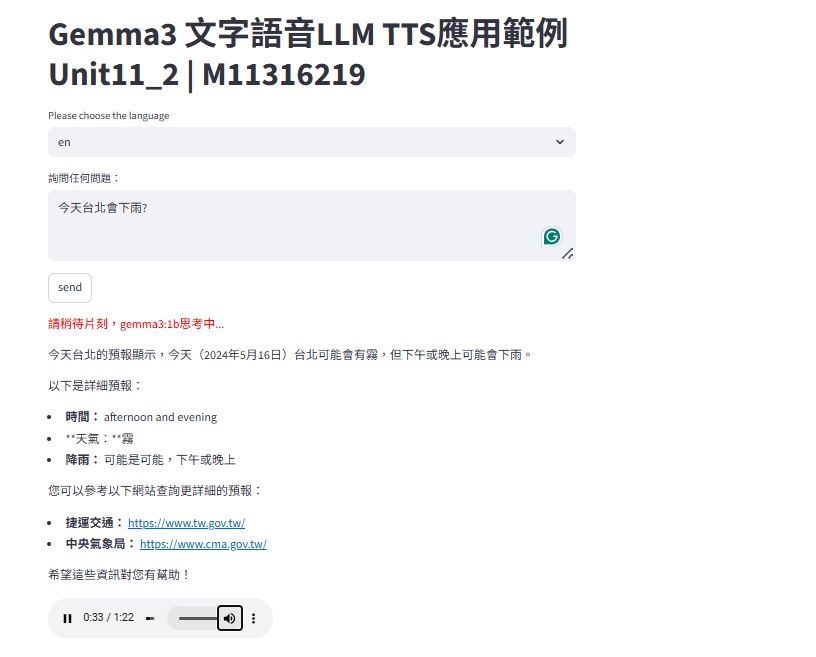 Gemma3 文字語音LLM TTS應用範例
Unit11_2 | M11316219
Please choose the language
en
詢問任何問題：
今天台北會下雨?
send
請稍待片刻，gemma3:1b思考中...
今天台北的預報顯示，今天（2024年5月16日）台北可能會有霧，但下午或晚上可能會下雨。
以下是詳細預報：
• 時間： afternoon and evening
• **天氣：**霧
• 降雨： 可能是可能，下午或晚上
您可以參考以下網站查詢更詳細的預報：
• 捷運交通： https://www.tw.gov.tw/
• 中央氣象局： https://www.cma.gov.tw/
希望這些資訊對您有幫助！
0:33 / 1:22